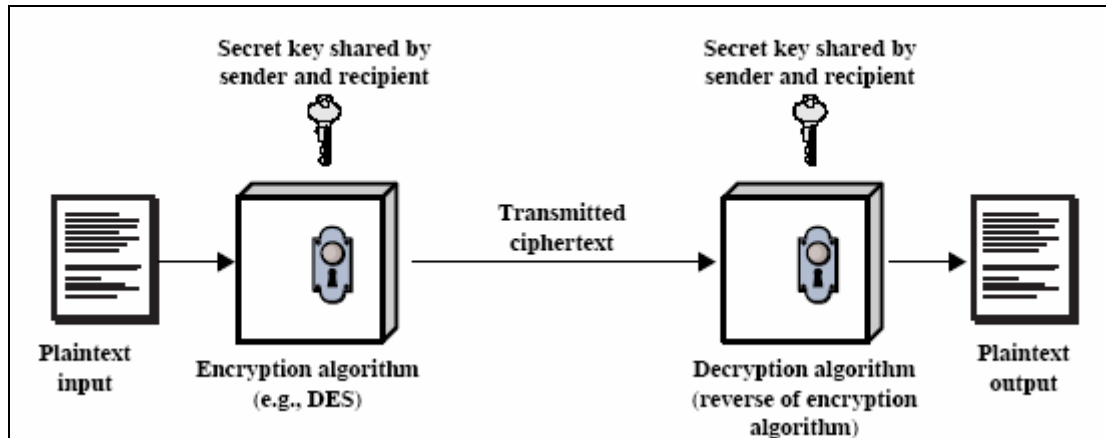 Secret key shared by
sender and recipient
Secret key shared by
sender and recipient
Transmitted
ciphertext
Plaintext
input
Encryption algorithm
(e.g., DES)
Decryption algorithm
(reverse of encryption
algorithm)
Plaintext
output